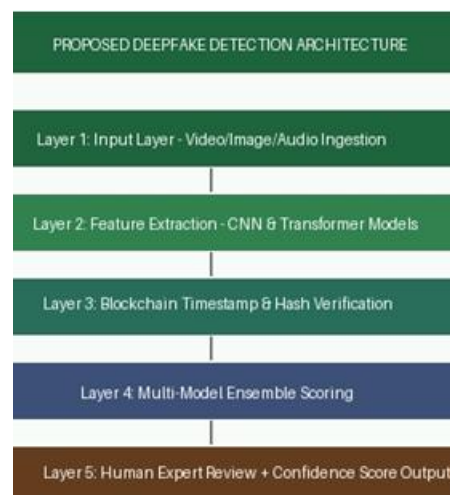 PROPOSED DEEPFAKE DETECTION ARCHITECTURE
Layer 1: Input Layer - Video/Image/Audio Ingestion
Layer 2: Feature Extraction - CNN & Transformer Models
Layer 3: Blockchain Timestamp & Hash Verification
Layer 4: Multi-Model Ensemble Scoring
Layer 5: Human Expert Review + Confidence Score Output